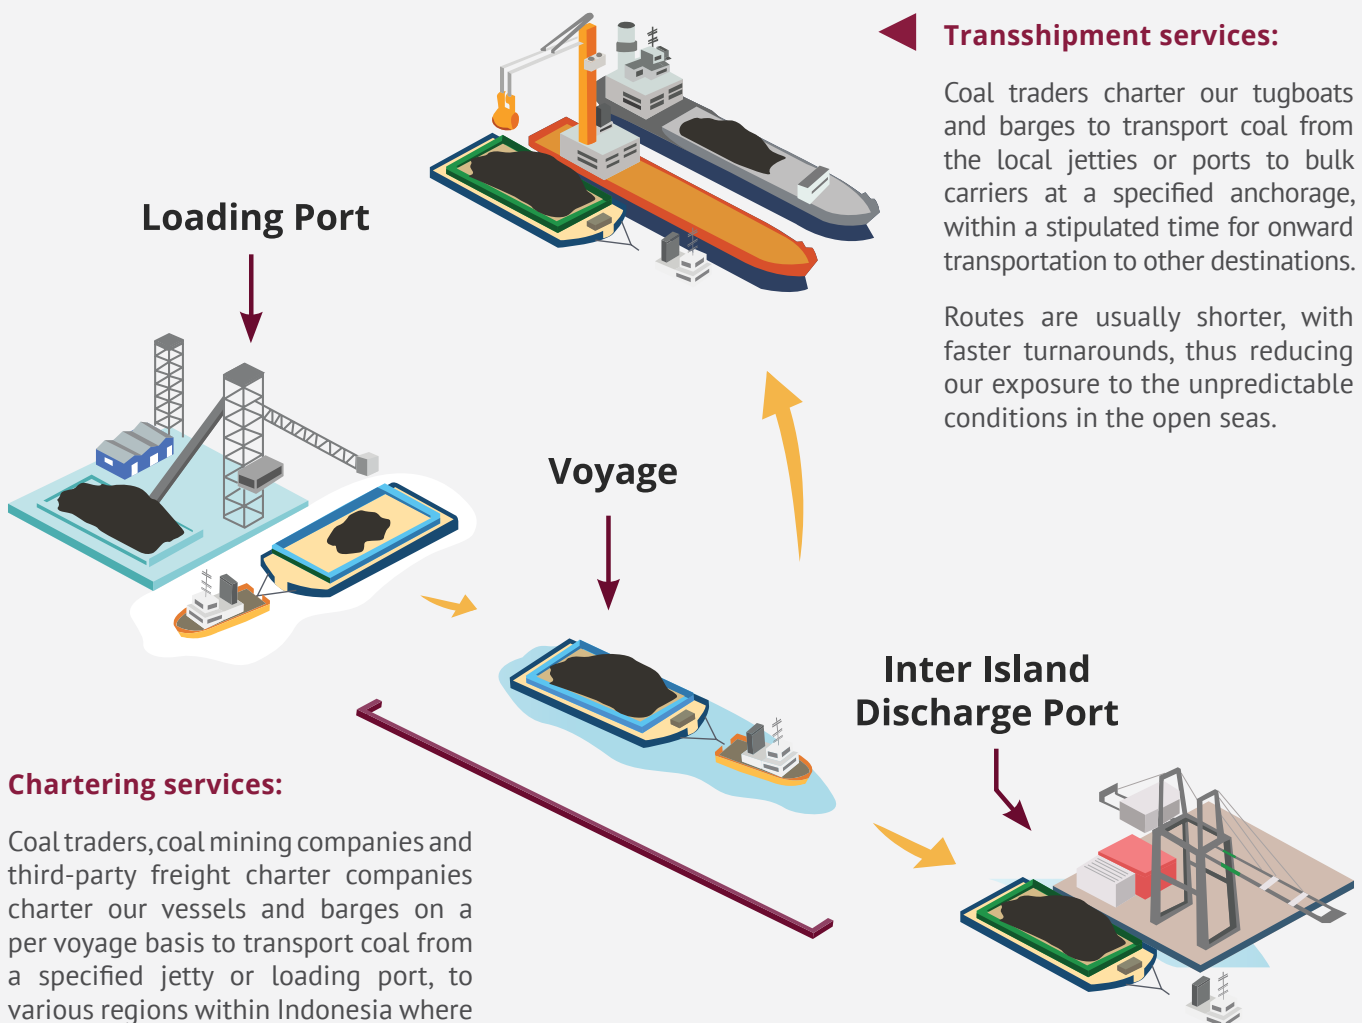 Transshipment services:
Coal traders charter our tugboats
and barges to transport coal from
the local jetties or ports to bulk
carriers at a specified anchorage,
within a stipulated time for onward
transportation to other destinations.
Routes are usually shorter, with
faster turnarounds, thus reducing
our exposure to the unpredictable
conditions in the open seas.
Loading Port
Voyage
Inter Island
Discharge Port
Chartering services:
Coal traders, coal mining companies and
third-party freight charter companies
charter our vessels and barges on a
per voyage basis to transport coal from
a specified jetty or loading port, to
various regions within Indonesia where